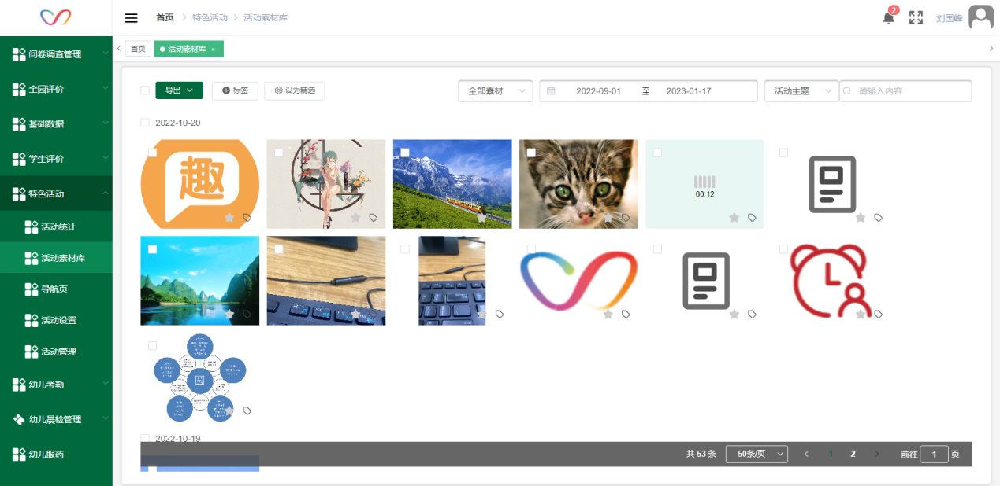 首页 特色活动 活动素材库
2
刘国峰
首页 活动素材库 ×
问卷调查管理
全园评价
基础数据
学生评价
特色活动
活动统计
活动素材库
导航页
活动设置
活动管理
幼儿考勤
幼儿晨检管理
幼儿服药
导出 标签 设为精选 全部素材 2022-09-01 至 2023-01-17 活动主题 请输入内容
2022-10-20
趣
00:12
2022-10-19
共 53 条 50条/页 1 2 前往 1 页